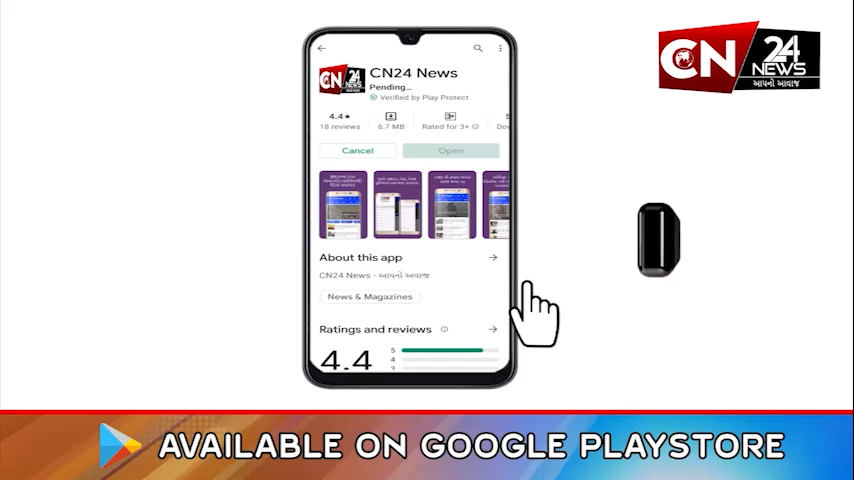 CN 24
NEWS
આપનો અવાજ
CN24 News
Pending...
Verified by Play Protect
4.4★
18 reviews
6.7 MB
3+
Rated for 3+
Cancel
Open
About this app
CN24 News - આપનો અવાજ
News & Magazines
Ratings and reviews
4.4
5
4
3
AVAILABLE ON GOOGLE PLAYSTORE